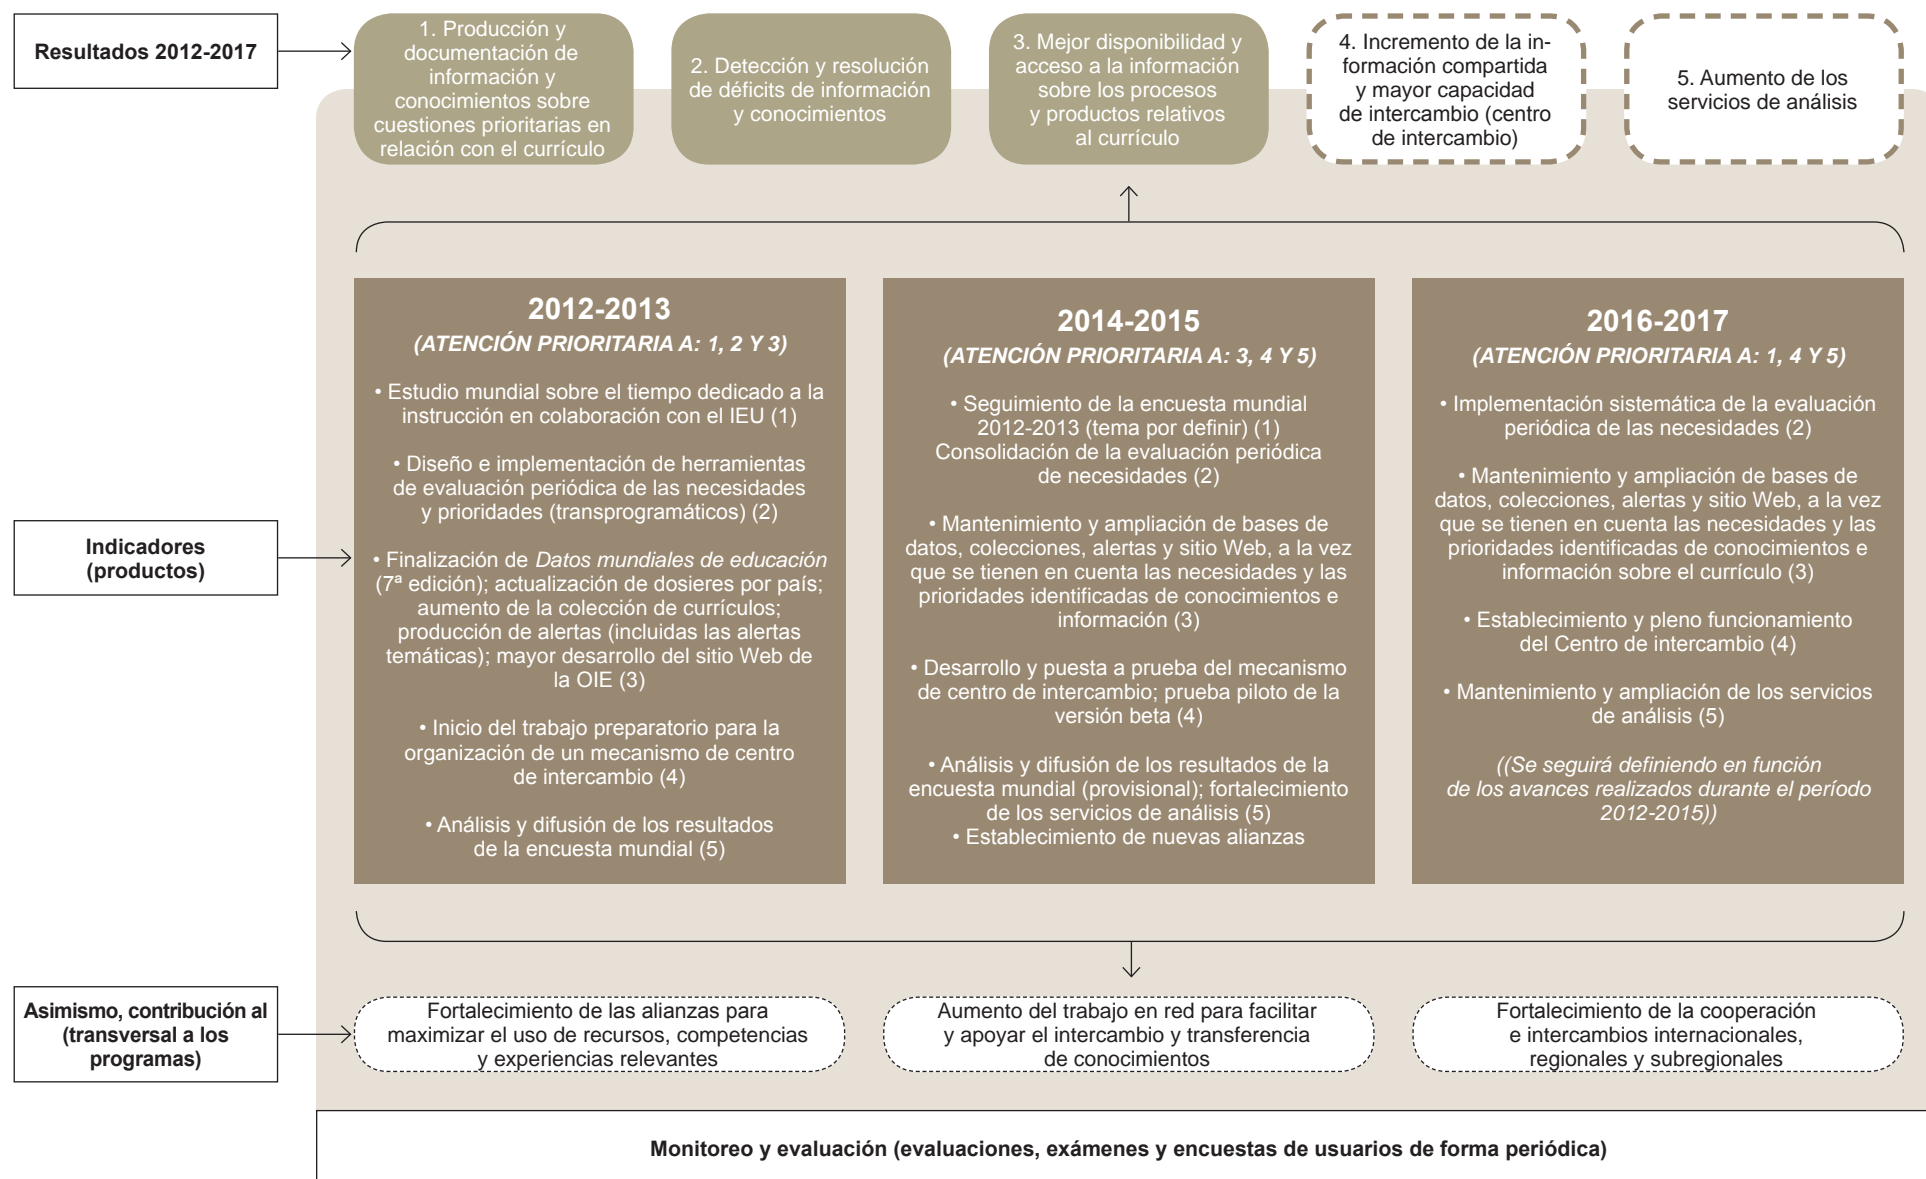 Resultados 2012-2017
1. Producción y
documentación de
información y
conocimientos sobre
cuestiones prioritarias en
relación con el currículo
2. Detección y resolución
de déficits de información
y conocimientos
3. Mejor disponibilidad y
acceso a la información
sobre los procesos
y productos relativos
al currículo
4. Incremento de la in-
formación compartida
y mayor capacidad
de intercambio (centro
de intercambio)
5. Aumento de los
servicios de análisis
Indicadores
(productos)
2012-2013
(ATENCIÓN PRIORITARIA A: 1, 2 Y 3)
• Estudio mundial sobre el tiempo dedicado a la
instrucción en colaboración con el IEU (1)
• Diseño e implementación de herramientas
de evaluación periódica de las necesidades
y prioridades (transprogramáticos) (2)
• Finalización de Datos mundiales de educación
(7ª edición); actualización de dosieres por país;
aumento de la colección de currículos;
producción de alertas (incluidas las alertas
temáticas); mayor desarrollo del sitio Web de
la OIE (3)
• Inicio del trabajo preparatorio para la
organización de un mecanismo de centro
de intercambio (4)
• Análisis y difusión de los resultados
de la encuesta mundial (5)
2014-2015
(ATENCIÓN PRIORITARIA A: 3, 4 Y 5)
• Seguimiento de la encuesta mundial
2012-2013 (tema por definir) (1)
Consolidación de la evaluación periódica
de necesidades (2)
• Mantenimiento y ampliación de bases de
datos, colecciones, alertas y sitio Web, a la vez
que se tienen en cuenta las necesidades y las
prioridades identificadas de conocimientos e
información (3)
• Desarrollo y puesta a prueba del mecanismo
de centro de intercambio; prueba piloto de la
versión beta (4)
• Análisis y difusión de los resultados de la
encuesta mundial (provisional); fortalecimiento
de los servicios de análisis (5)
• Establecimiento de nuevas alianzas
2016-2017
(ATENCIÓN PRIORITARIA A: 1, 4 Y 5)
• Implementación sistemática de la evaluación
periódica de las necesidades (2)
• Mantenimiento y ampliación de bases de
datos, colecciones, alertas y sitio Web, a la vez
que se tienen en cuenta las necesidades y las
prioridades identificadas de conocimientos e
información sobre el currículo (3)
• Establecimiento y pleno funcionamiento
del Centro de intercambio (4)
• Mantenimiento y ampliación de los servicios
de análisis (5)
((Se seguirá definiendo en función
de los avances realizados durante el período
2012-2015))
Asimismo, contribución al
(transversal a los
programas)
Fortalecimiento de las alianzas para
maximizar el uso de recursos, competencias
y experiencias relevantes
Aumento del trabajo en red para facilitar
y apoyar el intercambio y transferencia
de conocimientos
Fortalecimiento de la cooperación
e intercambios internacionales,
regionales y subregionales
Monitoreo y evaluación (evaluaciones, exámenes y encuestas de usuarios de forma periódica)